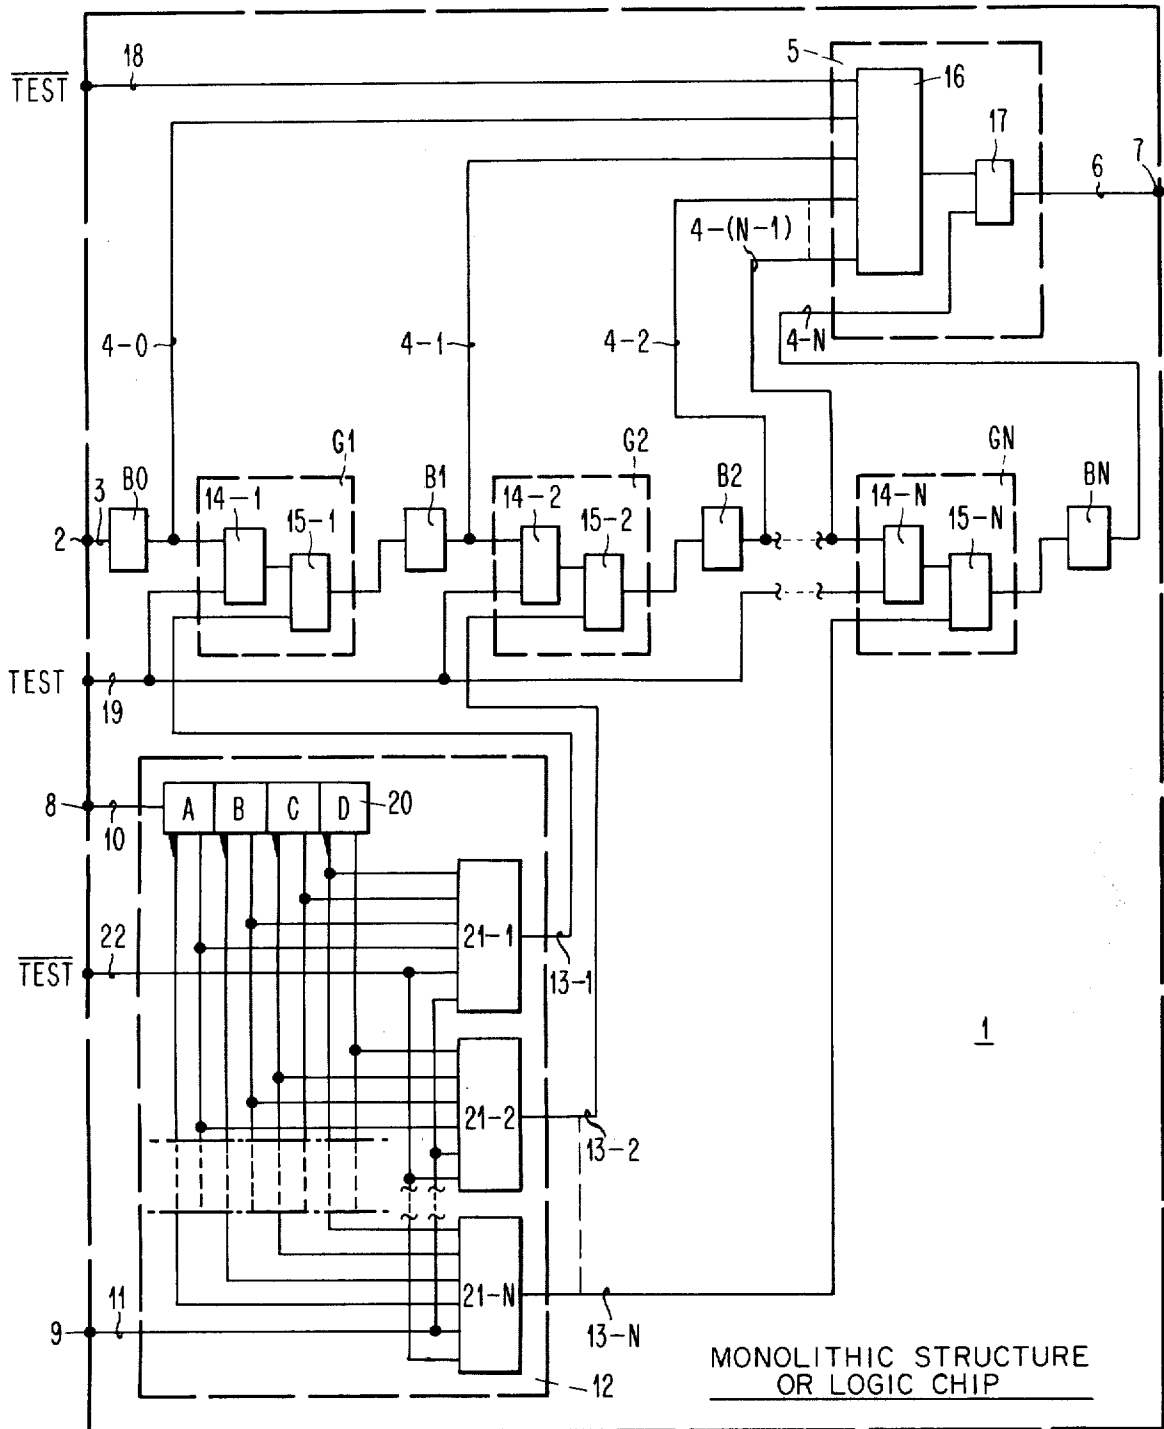 18
TEST
5
16
17
6
7
4-(N-1)
4-0
4-1
4-2
4-N
G1
G2
GN
B0
B1
B2
BN
3
14-1
14-2
14-N
15-1
15-2
15-N
2
TEST
19
8
10
A B C D
20
22
21-1
TEST
13-1
1
21-2
13-2
11
21-N
9
13-N
12
MONOLITHIC STRUCTURE
OR LOGIC CHIP